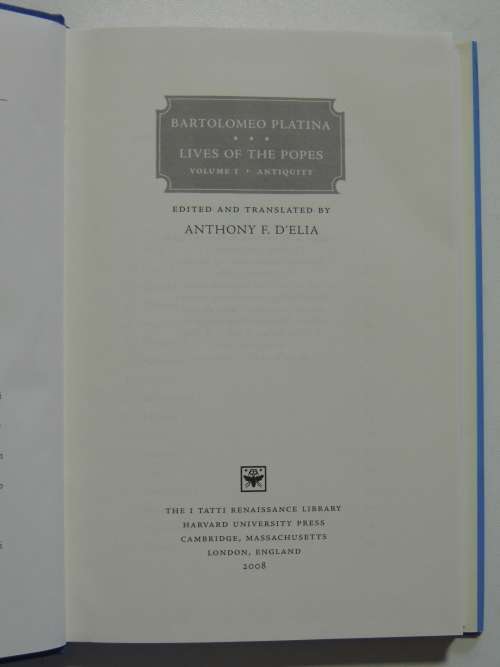 BARTOLOMEO PLATINA
• • •
LIVES OF THE POPES
VOLUME I • ANTIQUITY
EDITED AND TRANSLATED BY
ANTHONY F. D'ELIA
THE I TATTI RENAISSANCE LIBRARY
HARVARD UNIVERSITY PRESS
CAMBRIDGE, MASSACHUSETTS
LONDON, ENGLAND
2008